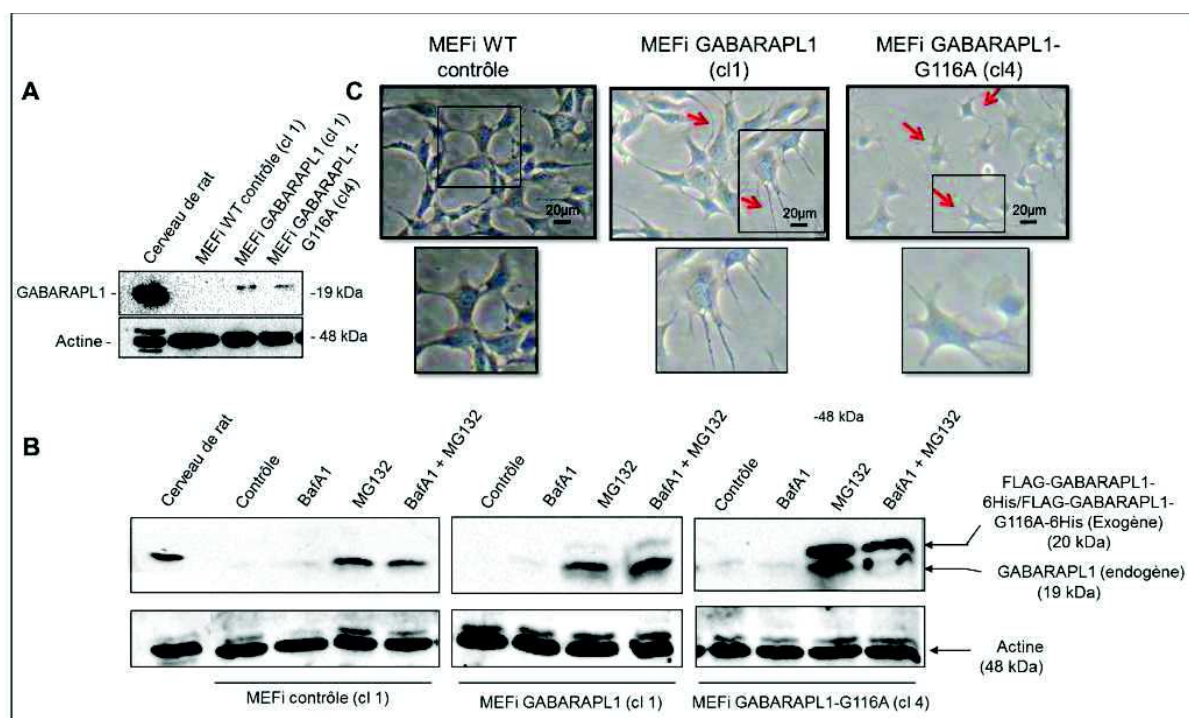 A
Cerveau de rat
MEFi WT contrôle (cl 1)
MEFi GABARAPL1 (cl 1)
MEFi GABARAPL1-
G116A (cl4)
GABARAPL1 -
-19 kDa
Actine -
- 48 kDa
C
MEFi WT
contrôle
MEFi GABARAPL1
(cl1)
MEFi GABARAPL1-
G116A (cl4)
20µm
20µm
20µm
-48 kDa
B
Cerveau de rat
Contrôle
BafA1
MG132
BafA1 + MG132
Contrôle
BafA1
MG132
BafA1 + MG132
Contrôle
BafA1
MG132
BafA1 + MG132
FLAG-GABARAPL1-
6His/FLAG-GABARAPL1-
G116A-6His (Exogène)
(20 kDa)
GABARAPL1 (endogène)
(19 kDa)
Actine
(48 kDa)
MEFi contrôle (cl 1)
MEFi GABARAPL1 (cl 1)
MEFi GABARAPL1-G116A (cl 4)